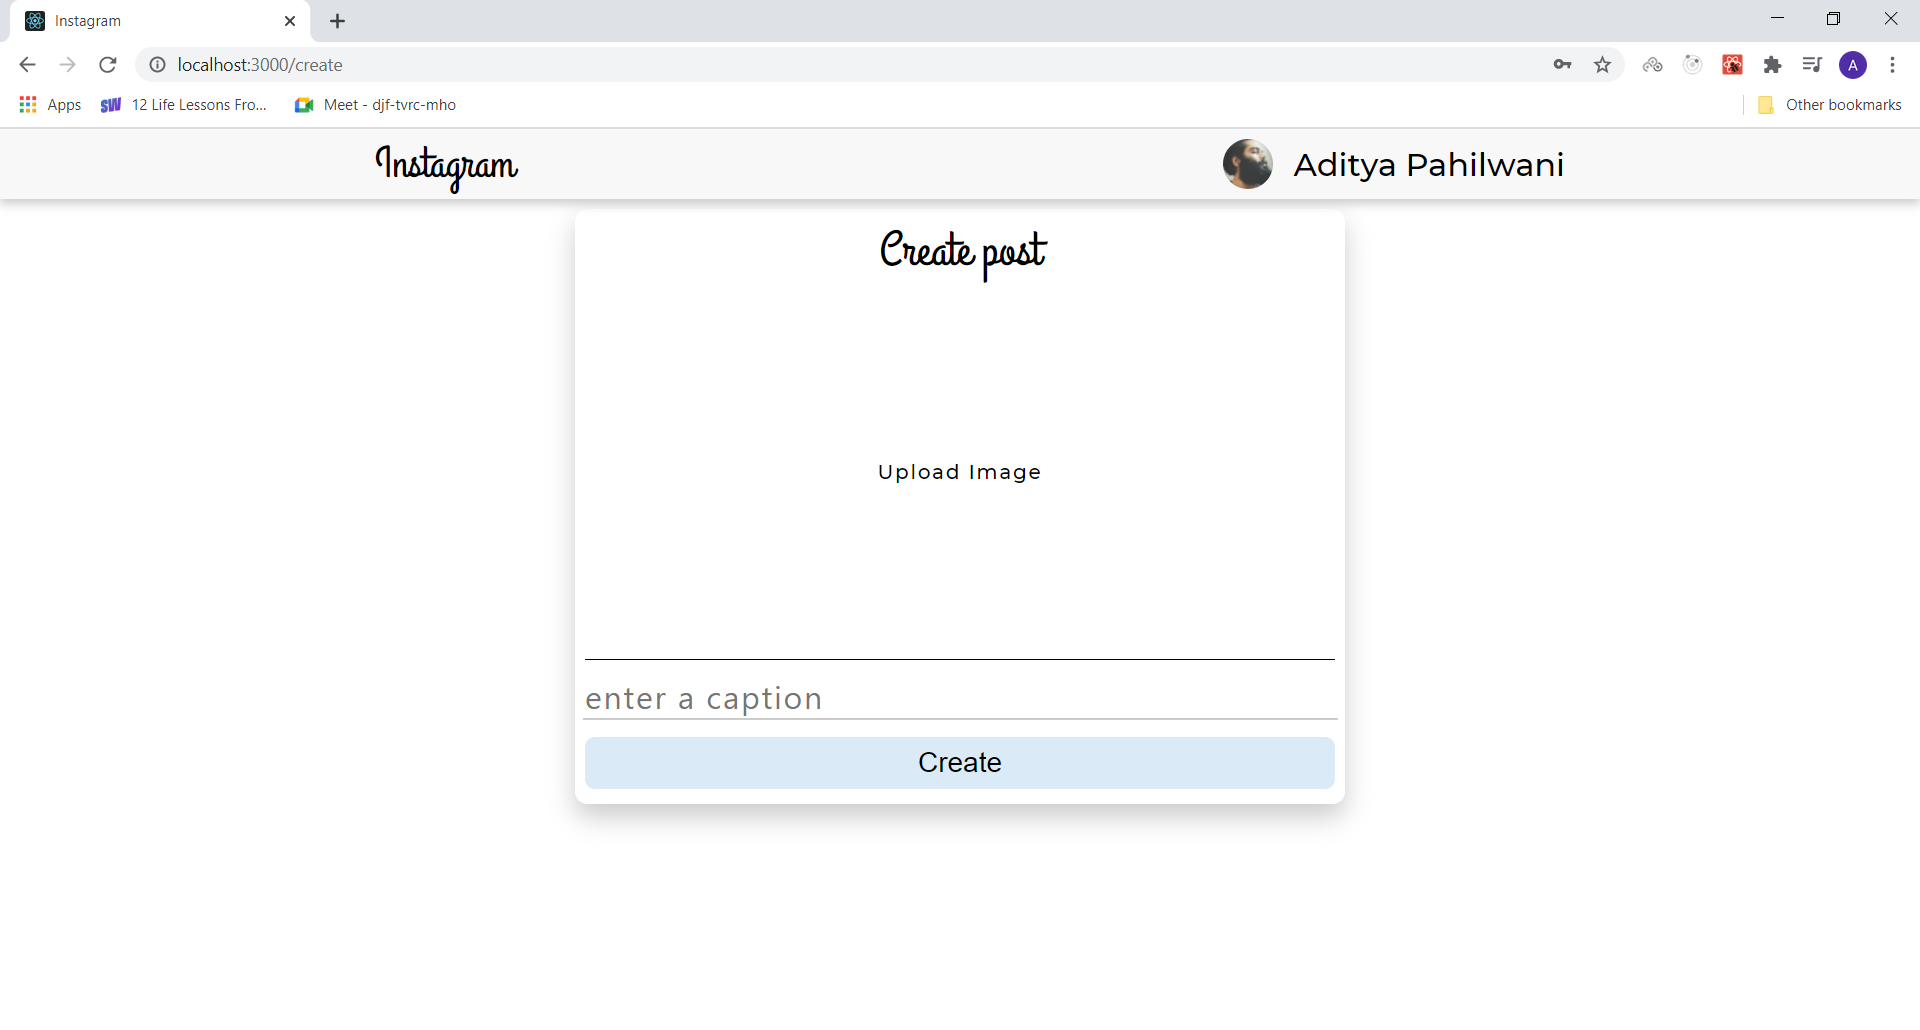 Instagram
localhost:3000/create
A
Apps
SW 12 Life Lessons Fro...
Meet - djf-tvrc-mho
Other bookmarks
Instagram
Aditya Pahilwani
Create post
Upload Image
enter a caption
Create